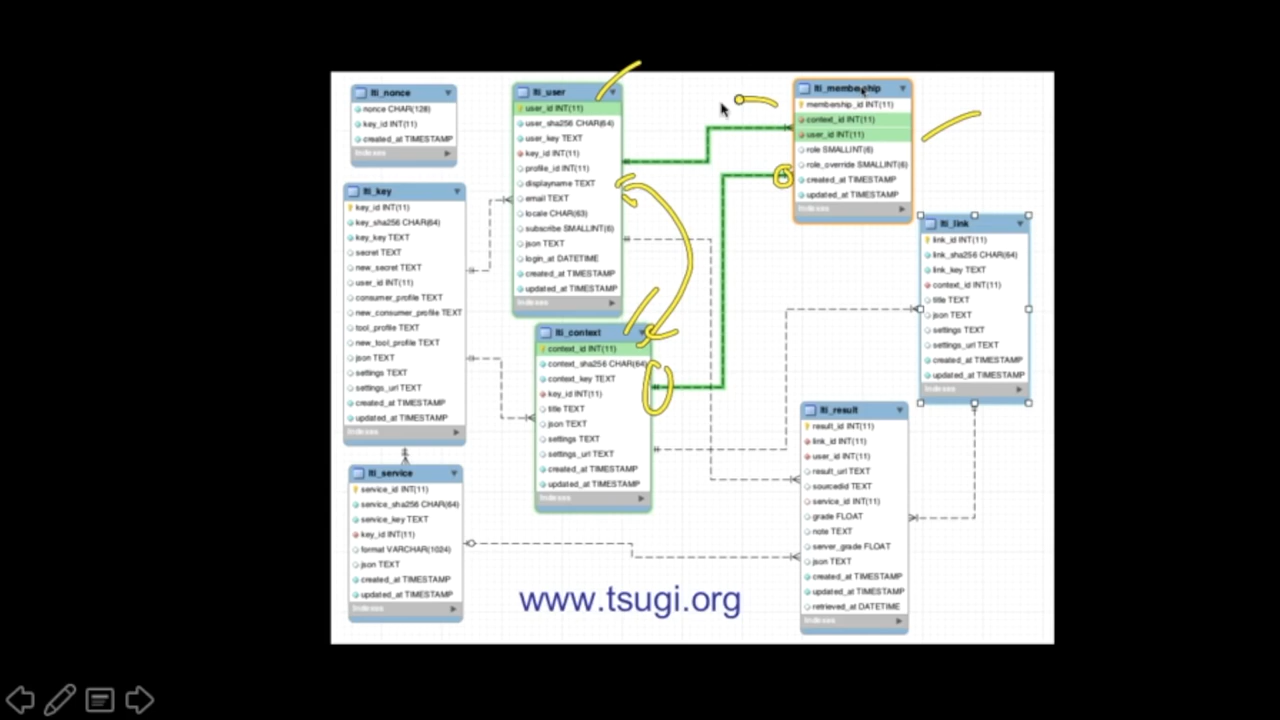 lti_nonce
nonce CHAR(128)
key_id INT(11)
created_at TIMESTAMP
Indexes
lti_key
key_id INT(11)
key_sha256 CHAR(64)
key_key TEXT
secret TEXT
new_secret TEXT
user_id INT(11)
consumer_profile TEXT
new_consumer_profile TEXT
tool_profile TEXT
new_tool_profile TEXT
json TEXT
settings TEXT
settings_url TEXT
created_at TIMESTAMP
updated_at TIMESTAMP
Indexes
lti_service
service_id INT(11)
service_sha256 CHAR(64)
service_key TEXT
key_id INT(11)
format VARCHAR(1024)
json TEXT
created_at TIMESTAMP
updated_at TIMESTAMP
Indexes
lti_user
user_id INT(11)
user_sha256 CHAR(64)
user_key TEXT
key_id INT(11)
profile_id INT(11)
displayname TEXT
email TEXT
locale CHAR(63)
subscribe SMALLINT(6)
json TEXT
login_at DATETIME
created_at TIMESTAMP
updated_at TIMESTAMP
Indexes
lti_context
context_id INT(11)
context_sha256 CHAR(64)
context_key TEXT
key_id INT(11)
title TEXT
json TEXT
settings TEXT
settings_url TEXT
created_at TIMESTAMP
updated_at TIMESTAMP
Indexes
lti_membership
membership_id INT(11)
context_id INT(11)
user_id INT(11)
role SMALLINT(6)
role_override SMALLINT(6)
created_at TIMESTAMP
updated_at TIMESTAMP
Indexes
lti_link
link_id INT(11)
link_sha256 CHAR(64)
link_key TEXT
context_id INT(11)
title TEXT
json TEXT
settings TEXT
settings_url TEXT
created_at TIMESTAMP
updated_at TIMESTAMP
Indexes
lti_result
result_id INT(11)
link_id INT(11)
user_id INT(11)
result_url TEXT
sourcedid TEXT
service_id INT(11)
grade FLOAT
note TEXT
server_grade FLOAT
json TEXT
created_at TIMESTAMP
updated_at TIMESTAMP
retrieved_at DATETIME
Indexes
www.tsugi.org